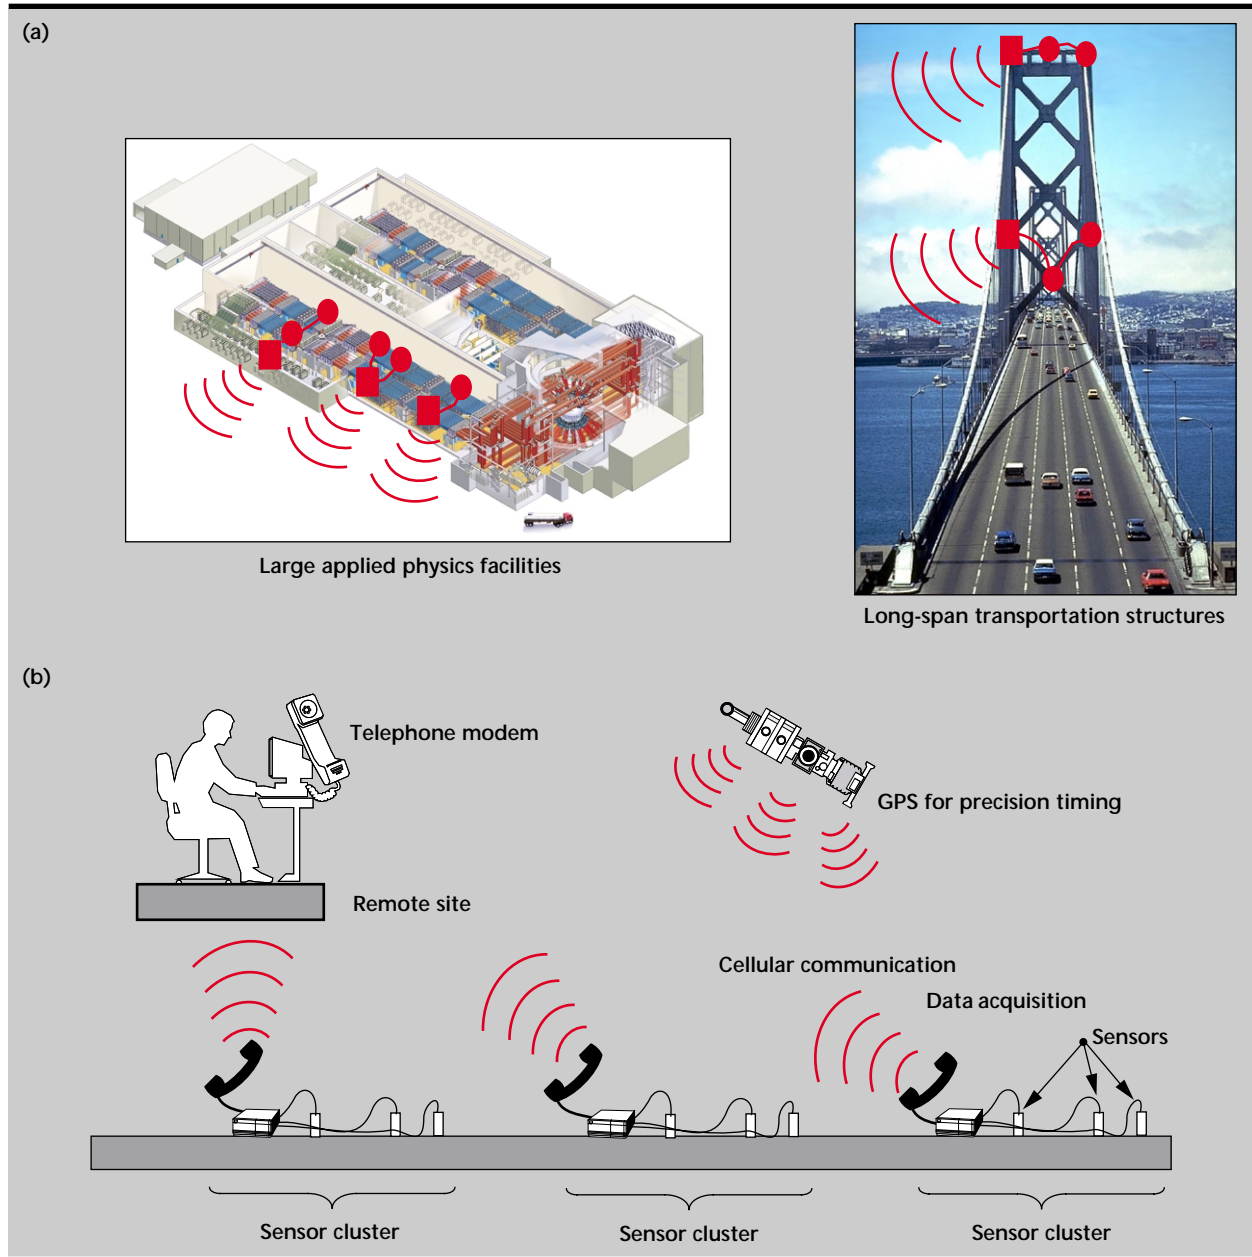 (a)
Large applied physics facilities
Long-span transportation structures
(b)
Telephone modem
GPS for precision timing
Remote site
Cellular communication
Data acquisition
Sensors
Sensor cluster
Sensor cluster
Sensor cluster